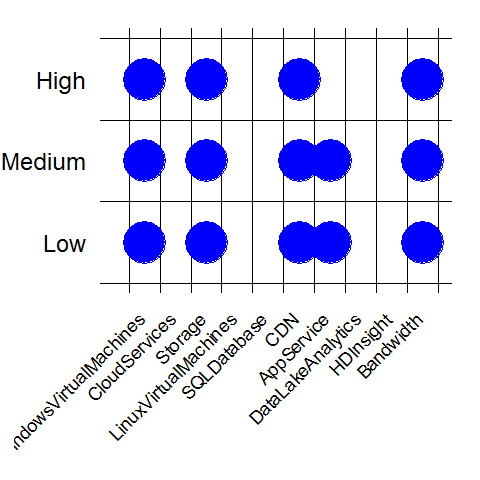 High
Medium
Low
ndowsVirtualMachines
CloudServices
Storage
LinuxVirtualMachines
SQLDatabase
CDN
AppService
DataLakeAnalytics
HDInsight
Bandwidth